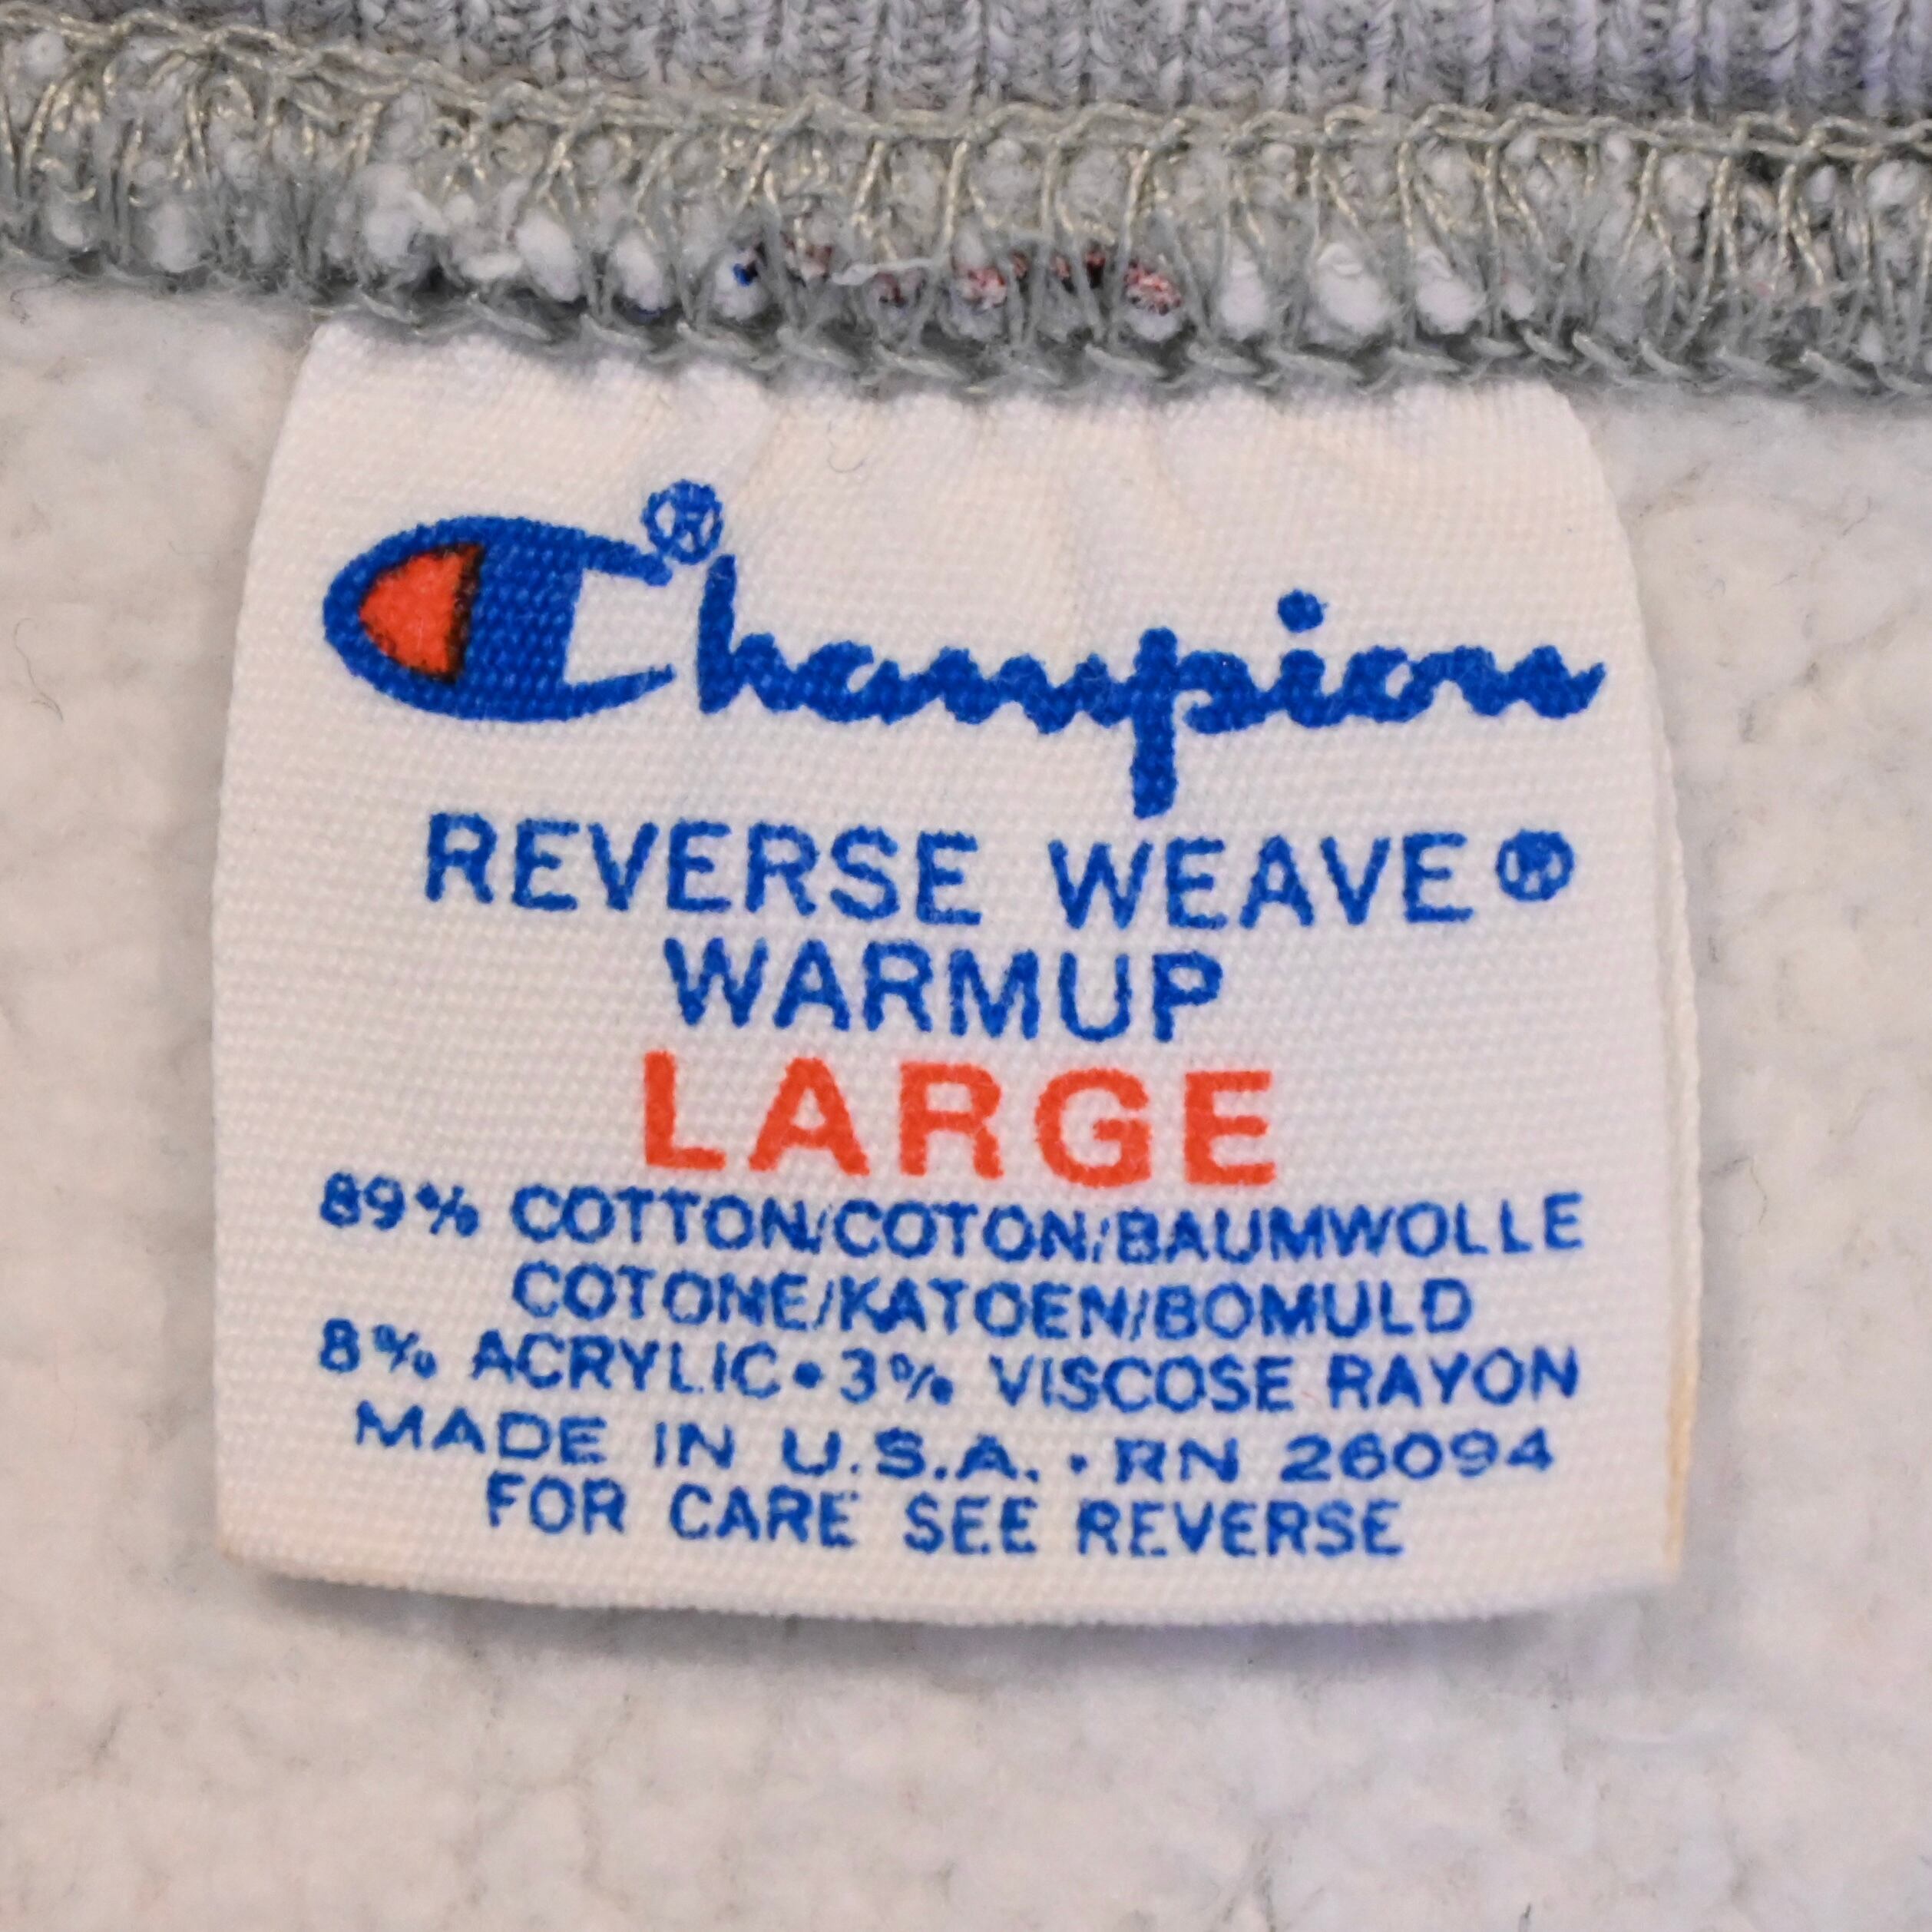 Champion®
REVERSE WEAVE®
WARMUP
LARGE
89% COTTON/COTON/BAUMWOLLE
COTONE/KATOEN/BOMULD
8% ACRYLIC•3% VISCOSE RAYON
MADE IN U.S.A. • RN 26094
FOR CARE SEE REVERSE